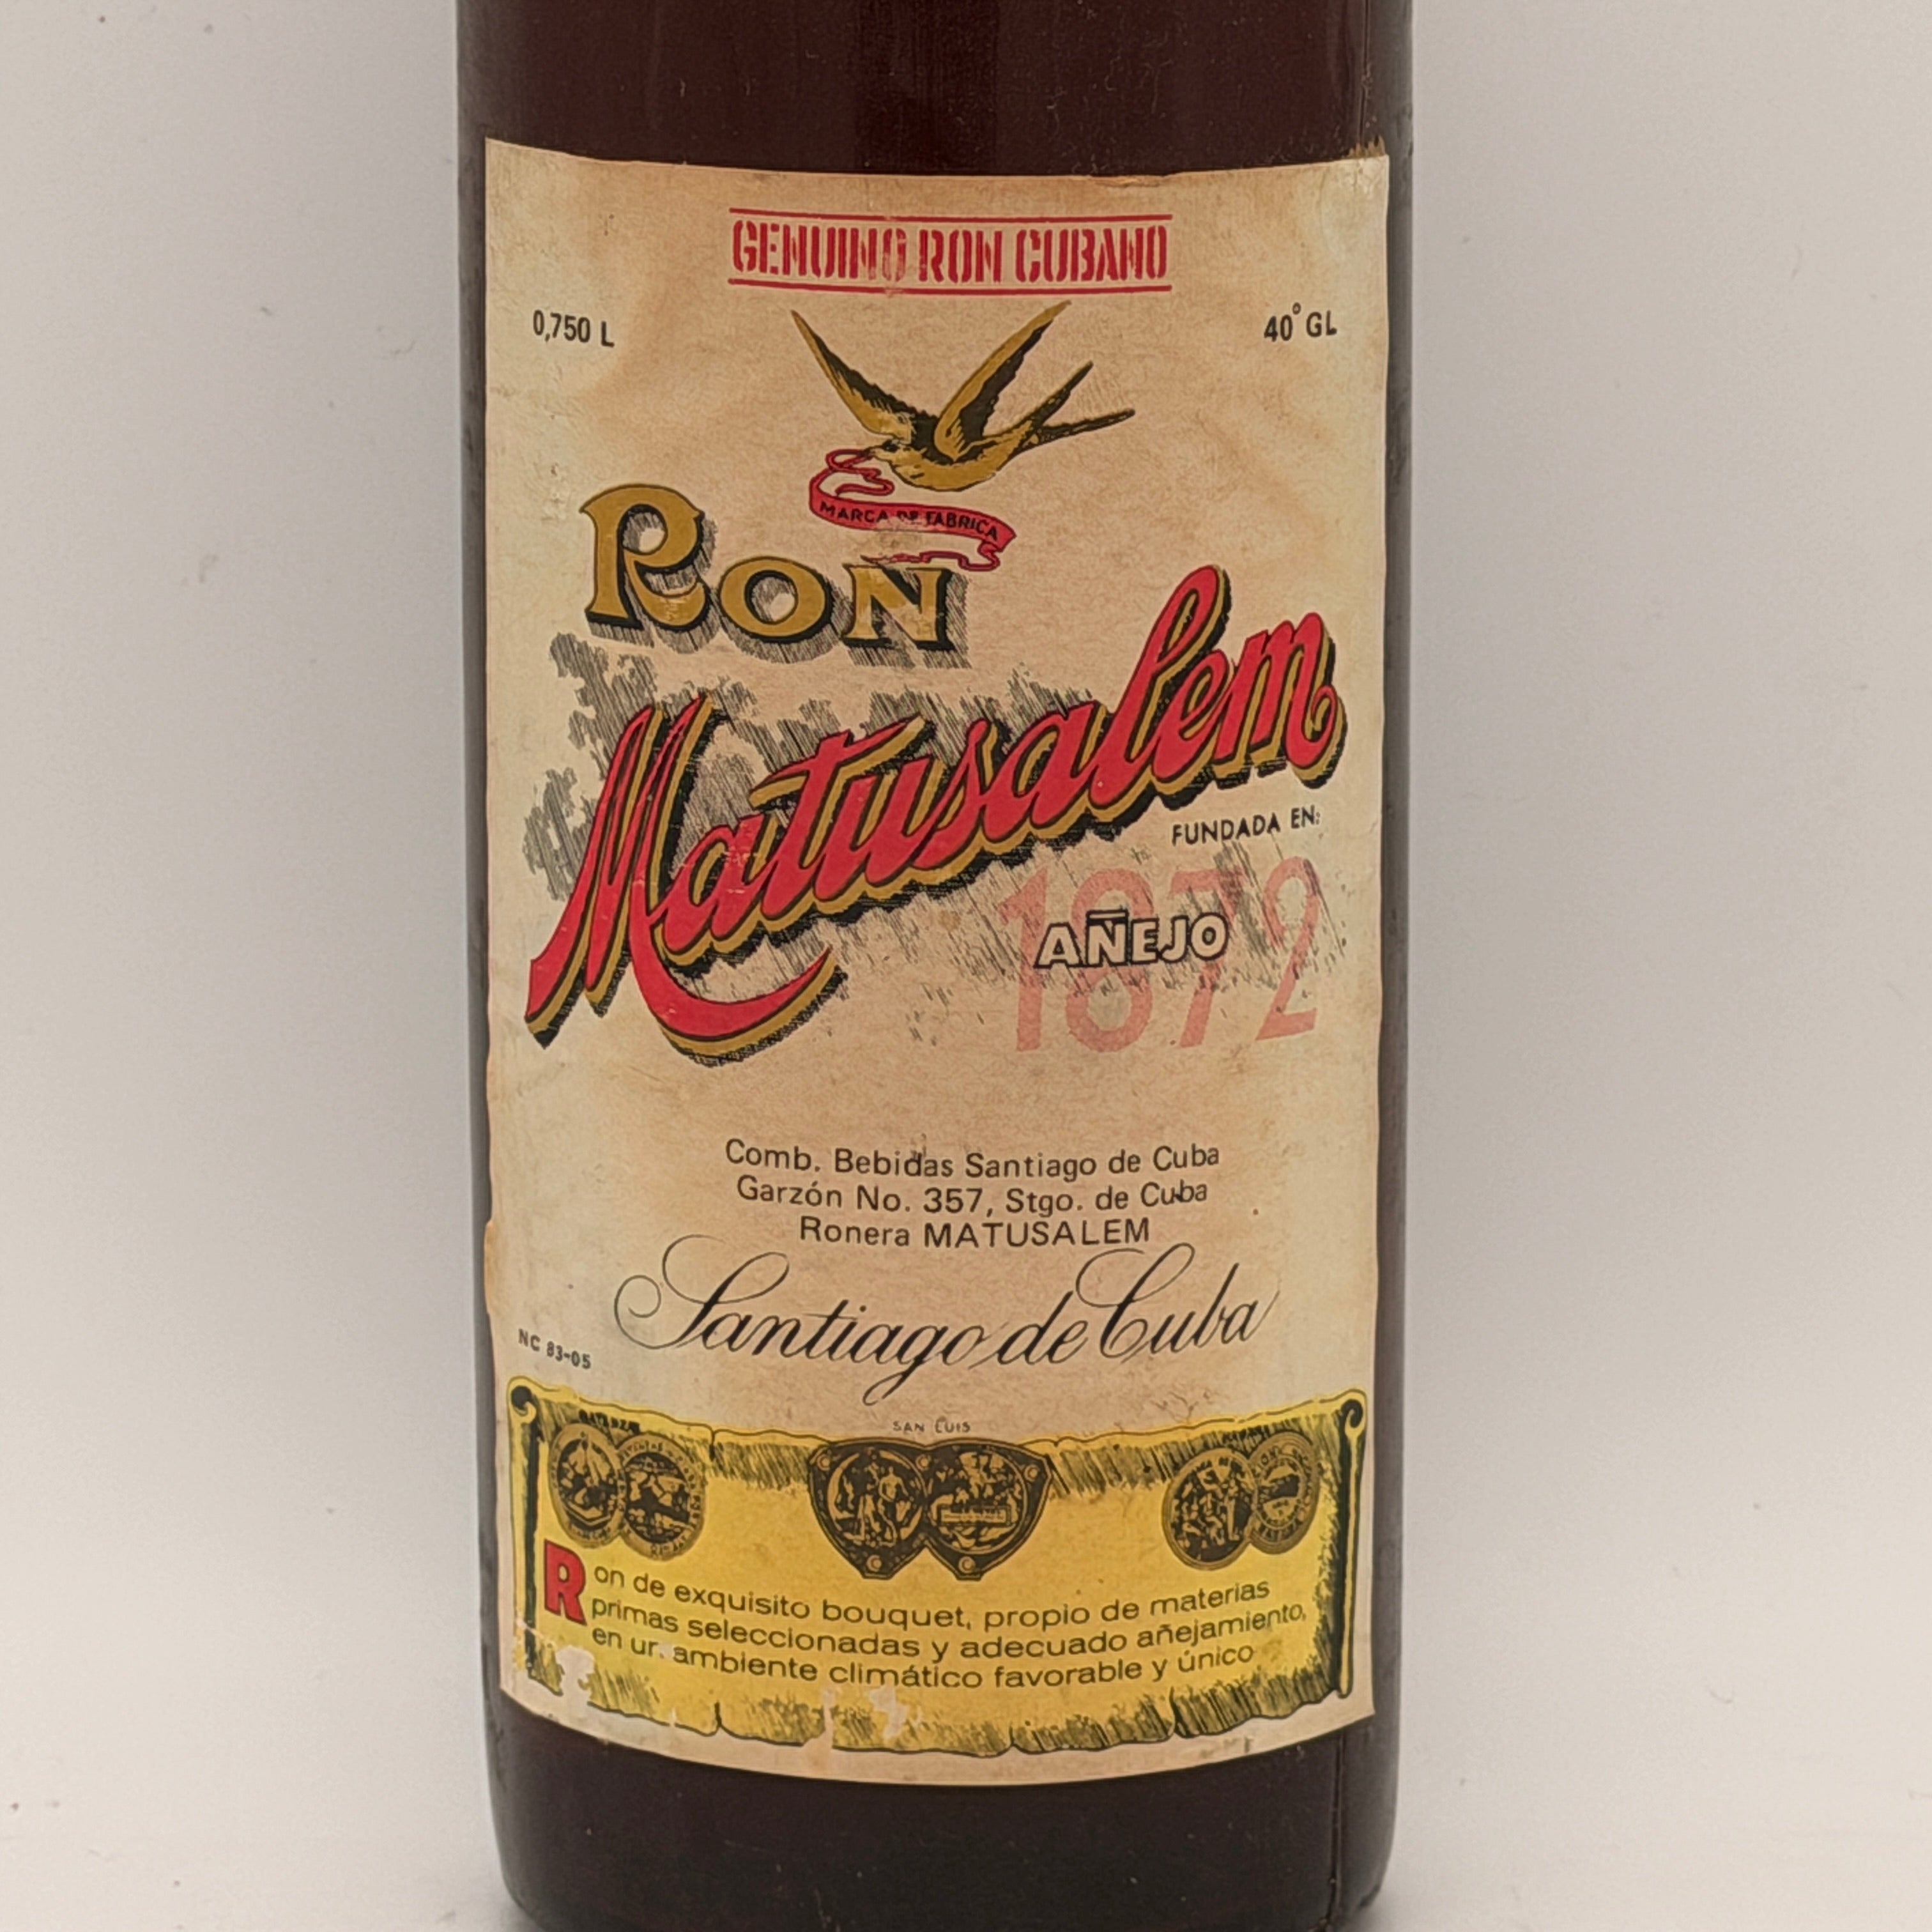 GENUINO RON CUBANO
0,750 L
40° GL
MARCA DE FABRICA
RON
Matusalem
FUNDADA EN:
1872
AÑEJO
Comb. Bebidas Santiago de Cuba
Garzón No. 357, Stgo. de Cuba
Ronera MATUSALEM
Santiago de Cuba
NC 83-05
SAN LUIS
Ron de exquisito bouquet, propio de materias
primas seleccionadas y adecuado añejamiento,
en un ambiente climático favorable y único